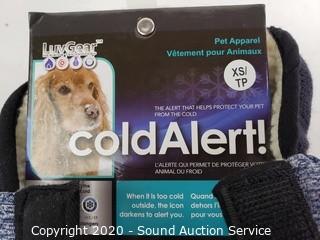 LuvGear™
Pet Apparel
Vêtement pour Animaux
XS/
TP
THE ALERT THAT HELPS PROTECT YOUR PET
FROM THE COLD
coldAlert!
L'ALERTE QUI PERMET DE PROTÉGER VOTRE
ANIMAL DU FROID
When it is too cold
outside, the icon
darkens to alert you.
Quand
dehors l'i
pour vous
Copyright 2020 - Sound Auction Service